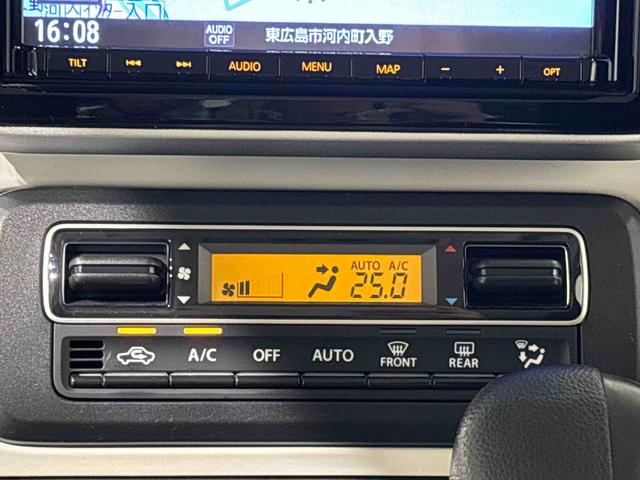 16:08 AUDIO OFF 東広島市河内町入野
TILT AUDIO MENU MAP − + OPT
AUTO A/C
25.0
A/C OFF AUTO FRONT REAR